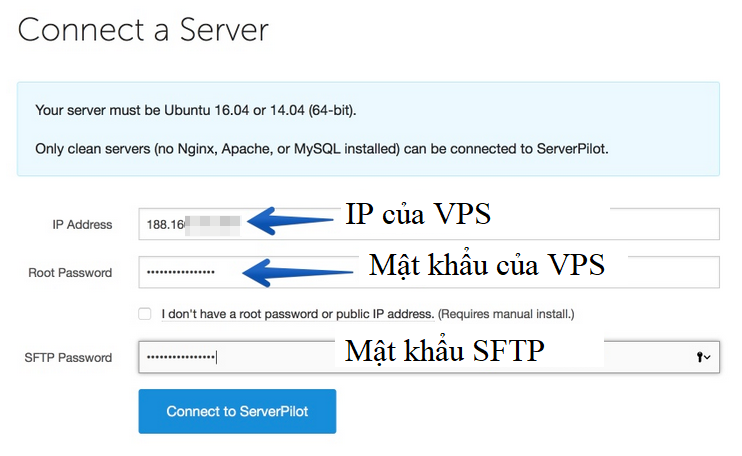 Connect a Server
Your server must be Ubuntu 16.04 or 14.04 (64-bit).
Only clean servers (no Nginx, Apache, or MySQL installed) can be connected to ServerPilot.
IP Address 188.16 IP của VPS
Root Password •••••••••••••••• Mật khẩu của VPS
I don't have a root password or public IP address. (Requires manual install.)
SFTP Password •••••••••••••••• Mật khẩu SFTP
Connect to ServerPilot